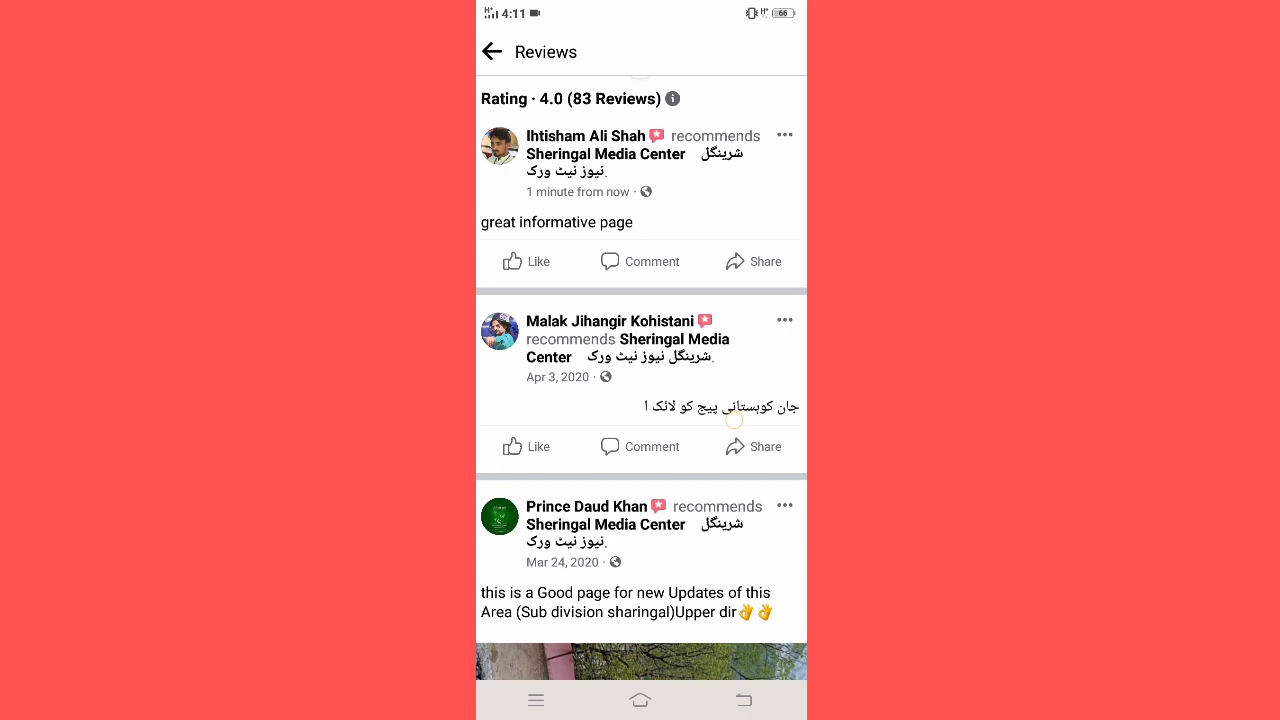 H+ 4:11 H+ 66
Reviews
Rating · 4.0 (83 Reviews)
Ihtisham Ali Shah recommends
Sheringal Media Center شرینگل
نیوز نیٹ ورک.
1 minute from now ·
great informative page
Like Comment Share
Malak Jihangir Kohistani
recommends Sheringal Media
Center شرینگل نیوز نیٹ ورک.
Apr 3, 2020 ·
جان کوہستانی پیج کو لائک ا
Like Comment Share
Prince Daud Khan recommends
Sheringal Media Center شرینگل
نیوز نیٹ ورک.
Mar 24, 2020 ·
this is a Good page for new Updates of this
Area (Sub division sharingal)Upper dir👌👌